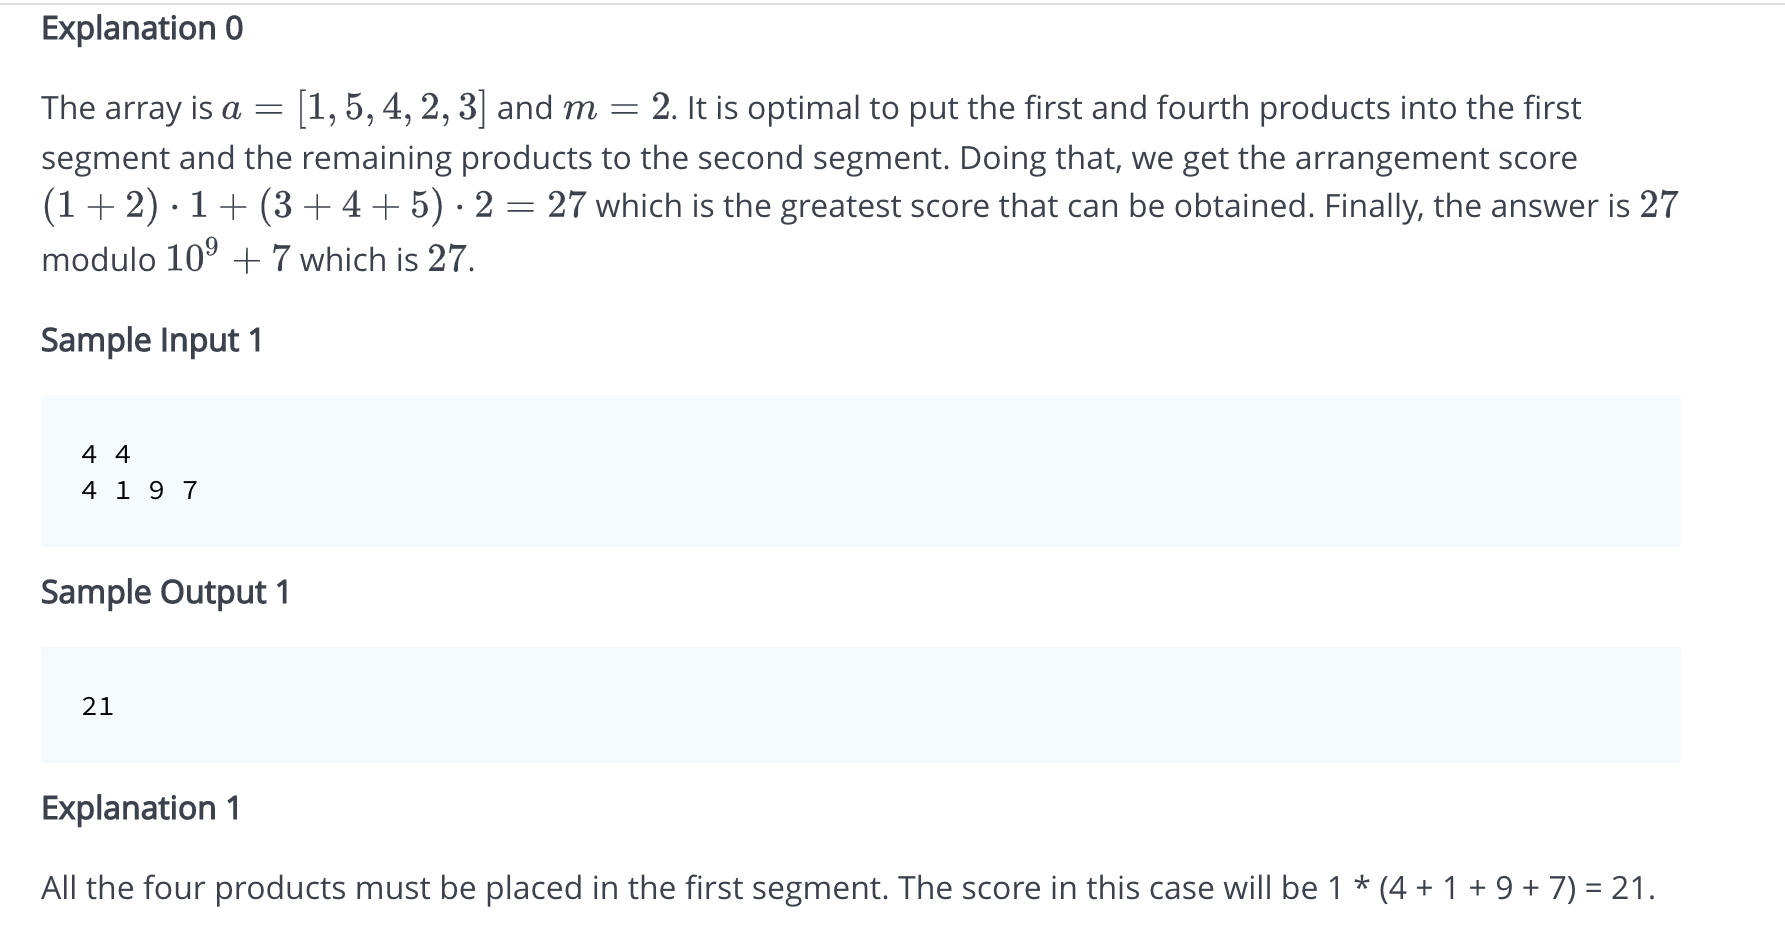 Explanation 0
The array is a = [1, 5, 4, 2, 3] and m = 2. It is optimal to put the first and fourth products into the first
segment and the remaining products to the second segment. Doing that, we get the arrangement score
(1 + 2) · 1 + (3 + 4 + 5) · 2 = 27 which is the greatest score that can be obtained. Finally, the answer is 27
modulo 10⁹ + 7 which is 27.
Sample Input 1
4 4
4 1 9 7
Sample Output 1
21
Explanation 1
All the four products must be placed in the first segment. The score in this case will be 1 * (4 + 1 + 9 + 7) = 21.